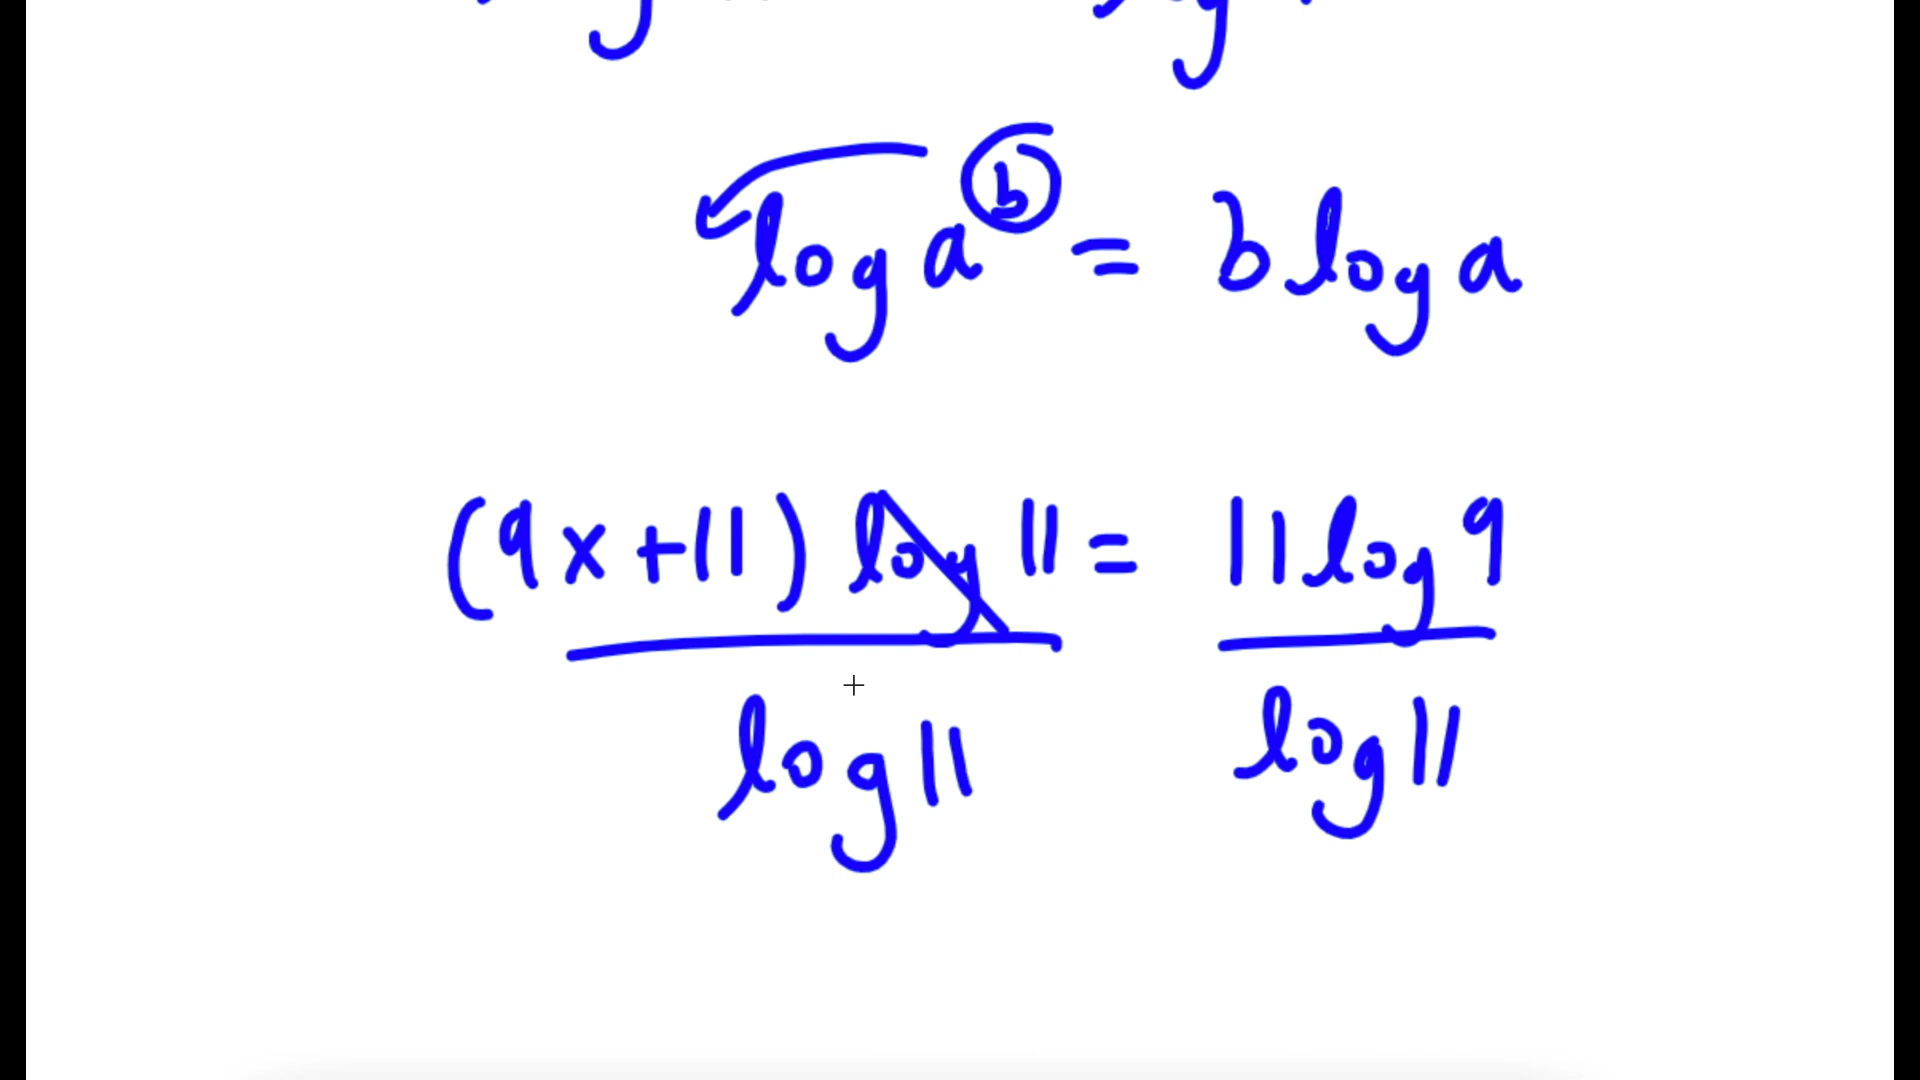 log a^b = b log a
(9x+11) log 11 = 11 log 9
log 11 log 11